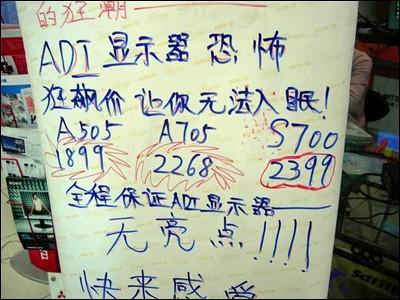 的狂潮——
ADI 显示器 恐怖
狂飙价 让你无法入眠!
A505 A705 S700
1899 2268 2399
全程保证ADI显示器——
无亮点!!!!
快来感受